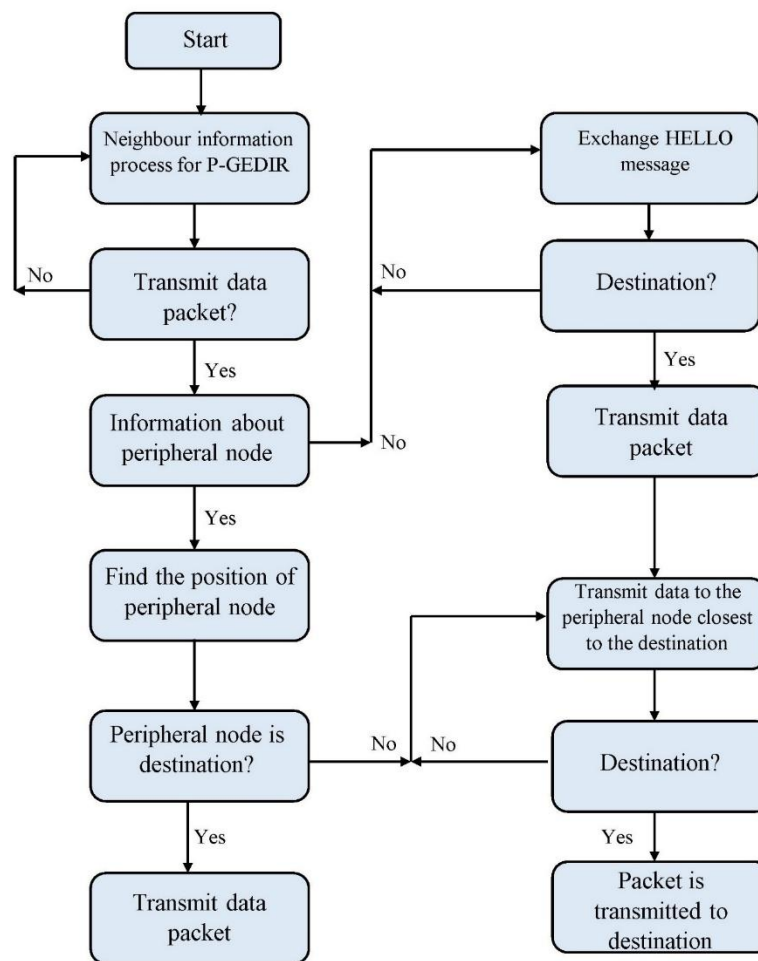 Start
Neighbour information
process for P-GEDIR
No
Transmit data
packet?
Yes
Information about
peripheral node
No
Yes
Find the position of
peripheral node
Peripheral node is
destination?
No
Yes
Transmit data
packet
Exchange HELLO
message
No
Destination?
Yes
Transmit data
packet
Transmit data to the
peripheral node closest
to the destination
No
Destination?
Yes
Packet is
transmitted to
destination